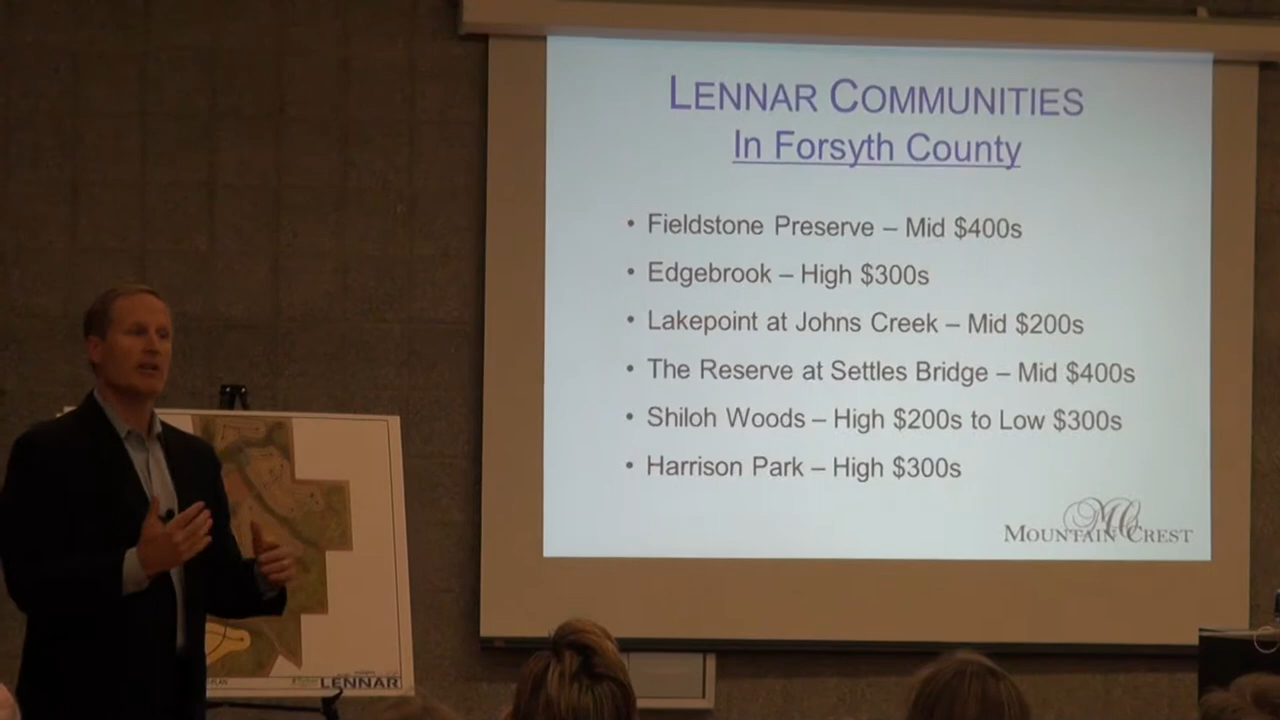 LENNAR COMMUNITIES
In Forsyth County
• Fieldstone Preserve – Mid $400s
• Edgebrook – High $300s
• Lakepoint at Johns Creek – Mid $200s
• The Reserve at Settles Bridge – Mid $400s
• Shiloh Woods – High $200s to Low $300s
• Harrison Park – High $300s
MC
MOUNTAIN CREST
LENNAR